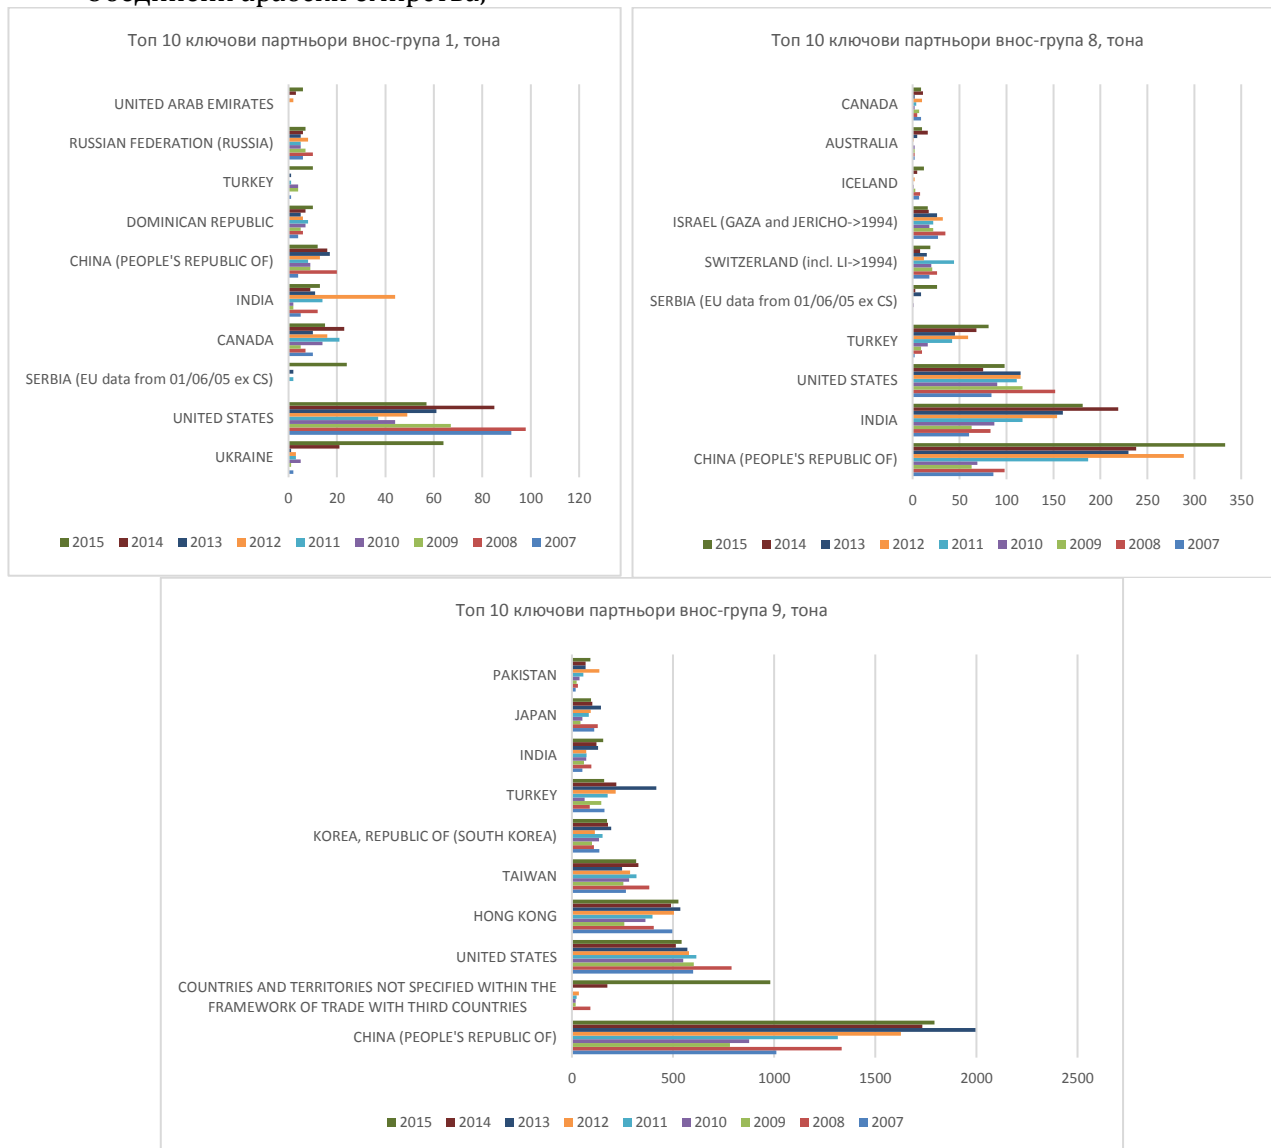 Обединени арабски емирства;
Топ 10 ключови партньори внос-група 1, тона
UNITED ARAB EMIRATES
RUSSIAN FEDERATION (RUSSIA)
TURKEY
DOMINICAN REPUBLIC
CHINA (PEOPLE'S REPUBLIC OF)
INDIA
CANADA
SERBIA (EU data from 01/06/05 ex CS)
UNITED STATES
UKRAINE
0 20 40 60 80 100 120
2015 2014 2013 2012 2011 2010 2009 2008 2007
Топ 10 ключови партньори внос-група 8, тона
CANADA
AUSTRALIA
ICELAND
ISRAEL (GAZA and JERICHO->1994)
SWITZERLAND (incl. LI->1994)
SERBIA (EU data from 01/06/05 ex CS)
TURKEY
UNITED STATES
INDIA
CHINA (PEOPLE'S REPUBLIC OF)
0 50 100 150 200 250 300 350
2015 2014 2013 2012 2011 2010 2009 2008 2007
Топ 10 ключови партньори внос-група 9, тона
PAKISTAN
JAPAN
INDIA
TURKEY
KOREA, REPUBLIC OF (SOUTH KOREA)
TAIWAN
HONG KONG
UNITED STATES
COUNTRIES AND TERRITORIES NOT SPECIFIED WITHIN THE
FRAMEWORK OF TRADE WITH THIRD COUNTRIES
CHINA (PEOPLE'S REPUBLIC OF)
0 500 1000 1500 2000 2500
2015 2014 2013 2012 2011 2010 2009 2008 2007